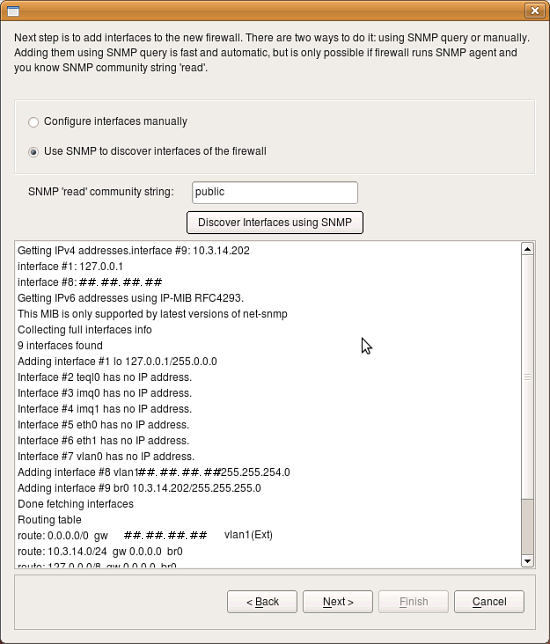 Next step is to add interfaces to the new firewall. There are two ways to do it: using SNMP query or manually.
Adding them using SNMP query is fast and automatic, but is only possible if firewall runs SNMP agent and
you know SNMP community string 'read'.
Configure interfaces manually
Use SNMP to discover interfaces of the firewall
SNMP 'read' community string: public
Discover Interfaces using SNMP
Getting IPv4 addresses.interface #9: 10.3.14.202
interface #1: 127.0.0.1
interface #8: ##. ##. ##. ##
Getting IPv6 addresses using IP-MIB RFC4293.
This MIB is only supported by latest versions of net-snmp
Collecting full interfaces info
9 interfaces found
Adding interface #1 lo 127.0.0.1/255.0.0.0
Interface #2 teql0 has no IP address.
Interface #3 imq0 has no IP address.
Interface #4 imq1 has no IP address.
Interface #5 eth0 has no IP address.
Interface #6 eth1 has no IP address.
Interface #7 vlan0 has no IP address.
Adding interface #8 vlan1##. ##. ##. ##255.255.254.0
Adding interface #9 br0 10.3.14.202/255.255.255.0
Done fetching interfaces
Routing table
route: 0.0.0.0/0 gw ##. ##. ##. ## vlan1(Ext)
route: 10.3.14.0/24 gw 0.0.0.0 br0
route: 127.0.0.0/8 gw 0.0.0.0 br0
< Back Next > Finish Cancel